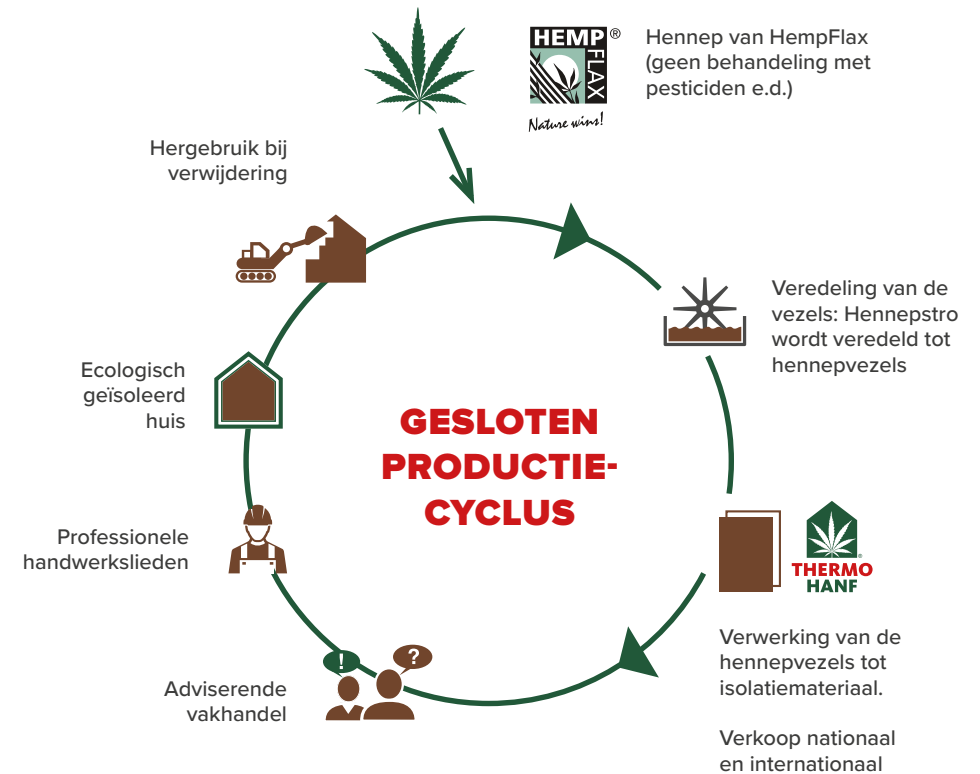 HEMP
FLAX
®
Nature wins!
Hennep van HempFlax
(geen behandeling met
pesticiden e.d.)
Hergebruik bij
verwijdering
Veredeling van de
vezels: Hennepstro
wordt veredeld tot
hennepvezels
Ecologisch
geïsoleerd
huis
GESLOTEN
PRODUCTIE-
CYCLUS
Professionele
handwerkslieden
THERMO
HANF
®
Verwerking van de
hennepvezels tot
isolatiemateriaal.
Verkoop nationaal
en internationaal
! ?
Adviserende
vakhandel